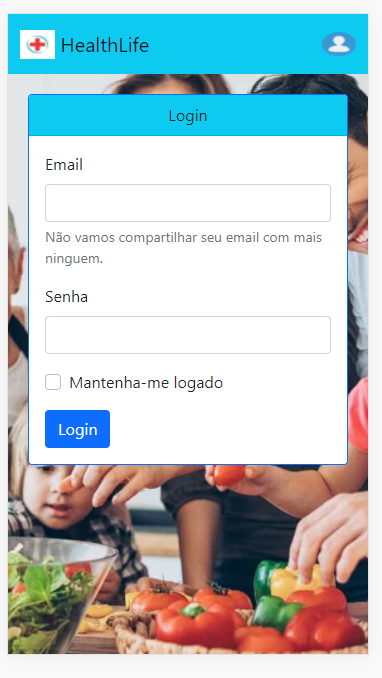 HealthLife
Login
Email
Não vamos compartilhar seu email com mais
ninguem.
Senha
Mantenha-me logado
Login